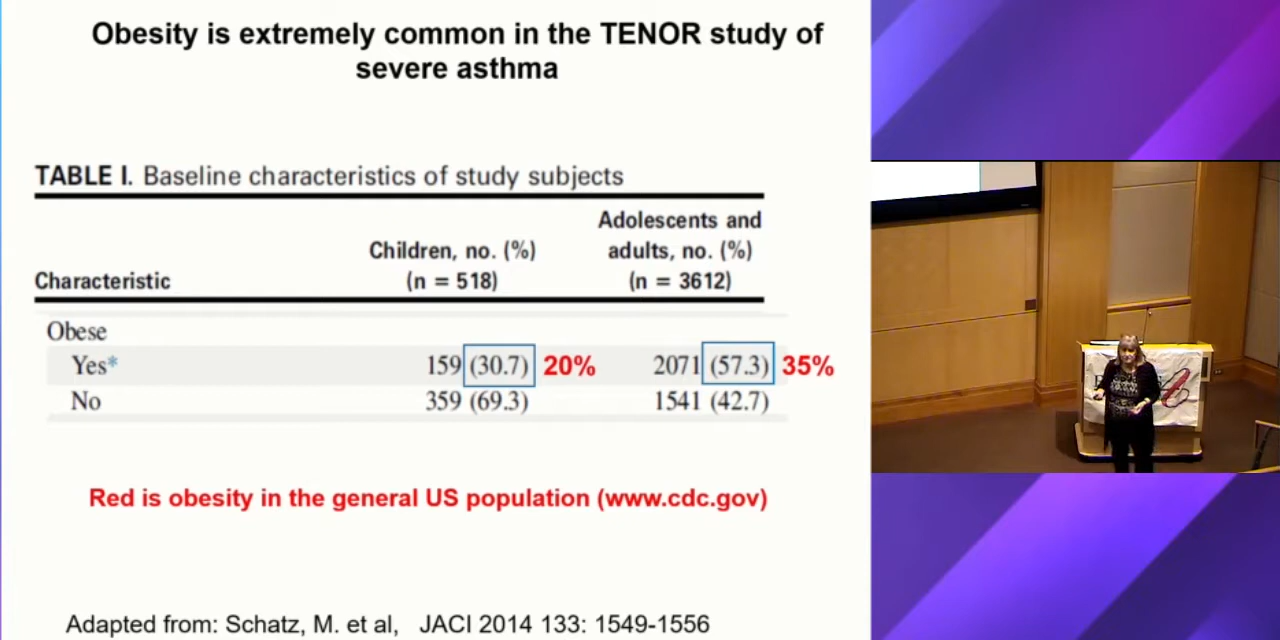 Obesity is extremely common in the TENOR study of
severe asthma
TABLE I. Baseline characteristics of study subjects
Characteristic
Children, no. (%)
(n = 518)
Adolescents and
adults, no. (%)
(n = 3612)
Obese
Yes* 159 (30.7) 20% 2071 (57.3) 35%
No 359 (69.3) 1541 (42.7)
Red is obesity in the general US population (www.cdc.gov)
Adapted from: Schatz, M. et al, JACI 2014 133: 1549-1556